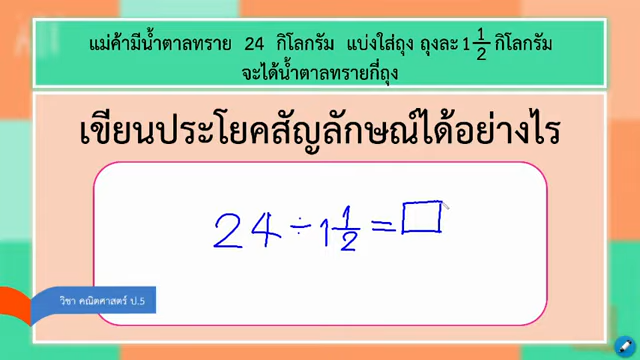 แม่ค้ามีน้ำตาลทราย 24 กิโลกรัม แบ่งใส่ถุง ถุงละ 1 1/2 กิโลกรัม
จะได้น้ำตาลทรายกี่ถุง
เขียนประโยคสัญลักษณ์ได้อย่างไร
24 ÷ 1 1/2 = □
วิชา คณิตศาสตร์ ป.5